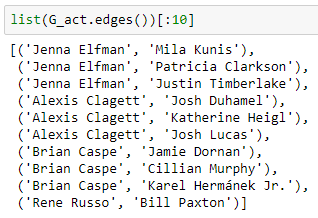 list(G_act.edges())[:10]
[('Jenna Elfman', 'Mila Kunis'),
('Jenna Elfman', 'Patricia Clarkson'),
('Jenna Elfman', 'Justin Timberlake'),
('Alexis Clagett', 'Josh Duhamel'),
('Alexis Clagett', 'Katherine Heigl'),
('Alexis Clagett', 'Josh Lucas'),
('Brian Caspe', 'Jamie Dornan'),
('Brian Caspe', 'Cillian Murphy'),
('Brian Caspe', 'Karel Hermánek Jr.'),
('Rene Russo', 'Bill Paxton')]